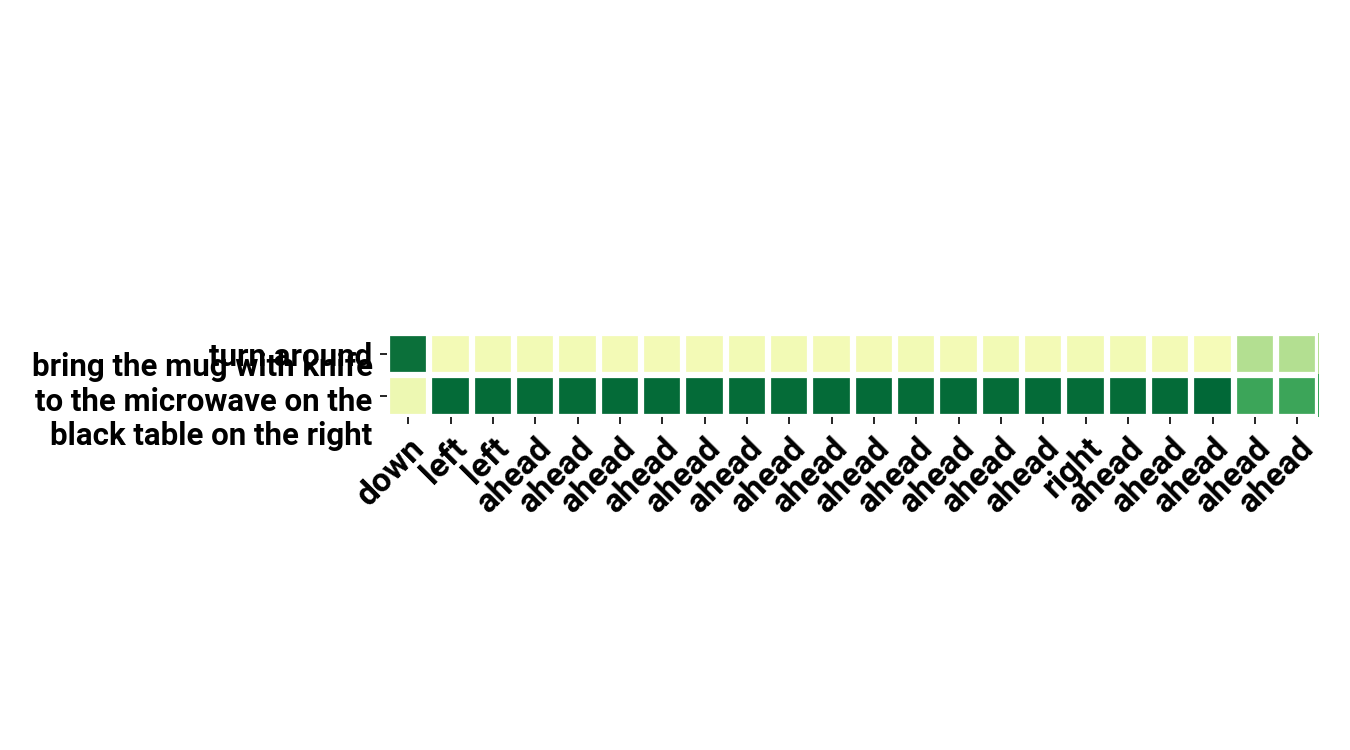 turn around
bring the mug with knife
to the microwave on the
black table on the right
down
left
left
ahead
ahead
ahead
ahead
ahead
ahead
ahead
ahead
ahead
ahead
ahead
ahead
ahead
right
ahead
ahead
ahead
ahead
ahead